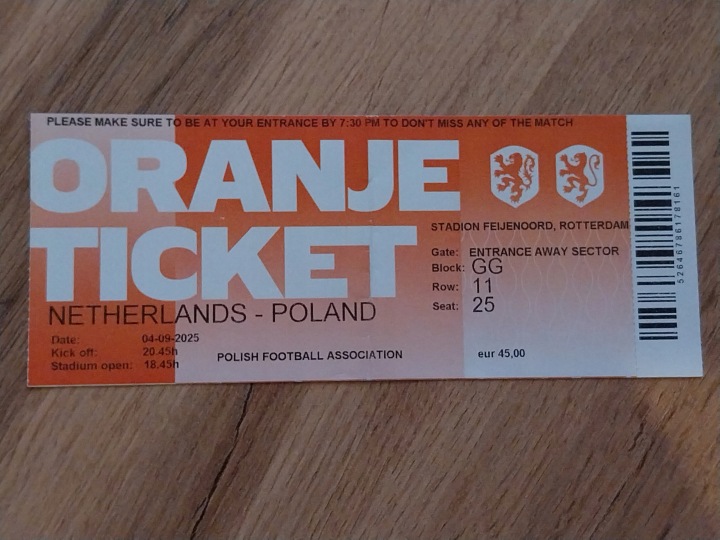 PLEASE MAKE SURE TO BE AT YOUR ENTRANCE BY 7:30 PM TO DON'T MISS ANY OF THE MATCH
ORANJE
TICKET
STADION FEIJENOORD, ROTTERDAM
Gate: ENTRANCE AWAY SECTOR
Block: GG
Row: 11
Seat: 25
NETHERLANDS - POLAND
Date: 04-09-2025
Kick off: 20.45h
Stadium open: 18.45h
POLISH FOOTBALL ASSOCIATION
eur 45,00
52646786178161